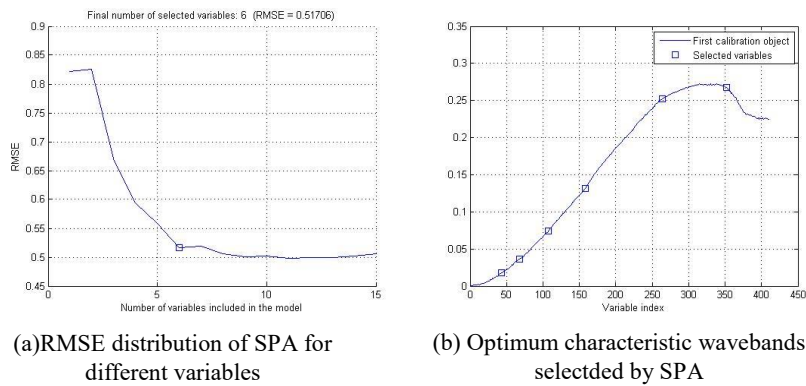 Final number of selected variables: 6 (RMSE = 0.51706)
0.9
0.85
0.8
0.75
0.7
0.65
0.6
0.55
0.5
0.45
RMSE
0 5 10 15
Number of variables included in the model
(a)RMSE distribution of SPA for
different variables
0.35
0.3
0.25
0.2
0.15
0.1
0.05
0
First calibration object
Selected variables
0 50 100 150 200 250 300 350 400 450
Variable index
(b) Optimum characteristic wavebands
selectded by SPA